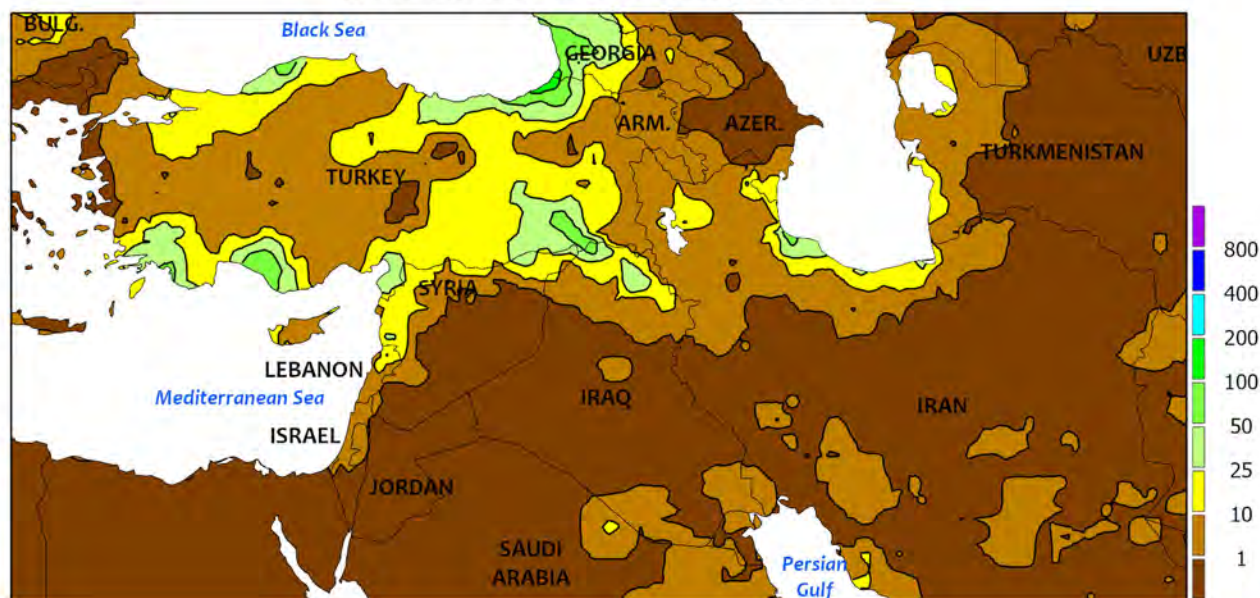 BULG.
Black Sea
GEORGIA
UZB
ARM.
AZER.
TURKMENISTAN
TURKEY
SYRIA
LEBANON
Mediterranean Sea
IRAQ
IRAN
ISRAEL
JORDAN
SAUDI
ARABIA
Persian
Gulf
800
400
200
100
50
25
10
1